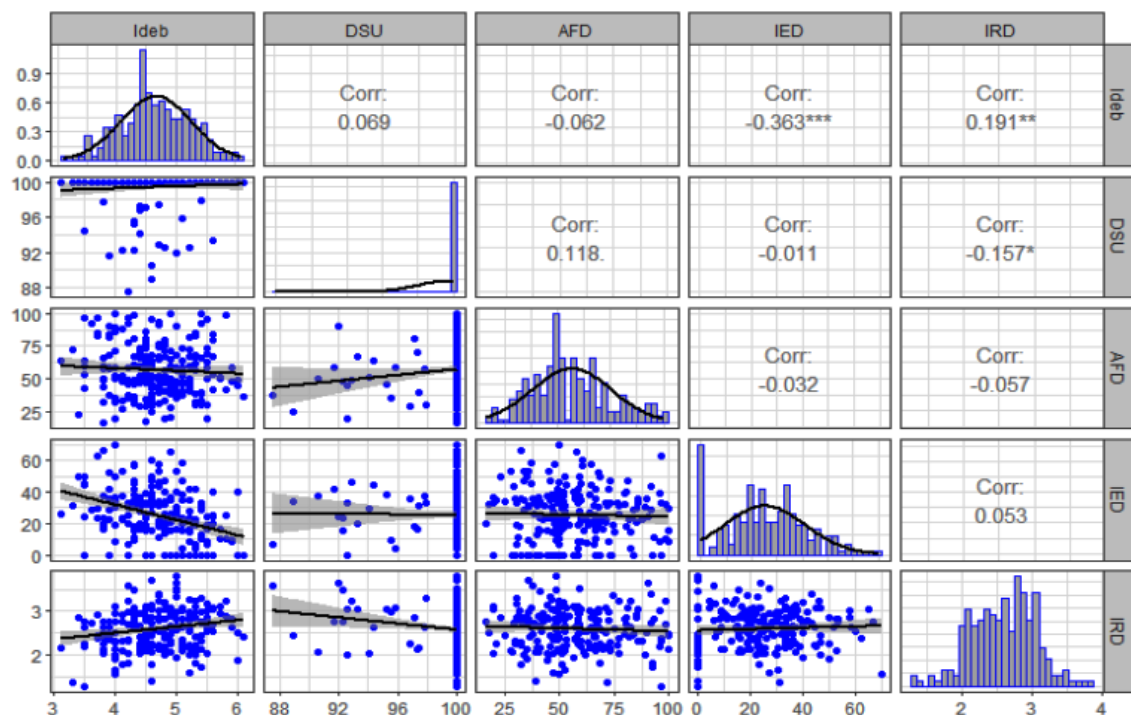 Ideb DSU AFD IED IRD
0.9
0.6
0.3
0.0
Corr:
0.069
Corr:
-0.062
Corr:
-0.363***
Corr:
0.191**
Ideb
100
96
92
88
Corr:
0.118.
Corr:
-0.011
Corr:
-0.157*
DSU
100
75
50
25
Corr:
-0.032
Corr:
-0.057
AFD
60
40
20
0
Corr:
0.053
IED
3
2
IRD
3 4 5 6 88 92 96 100 25 50 75 100 0 20 40 60 2 3 4